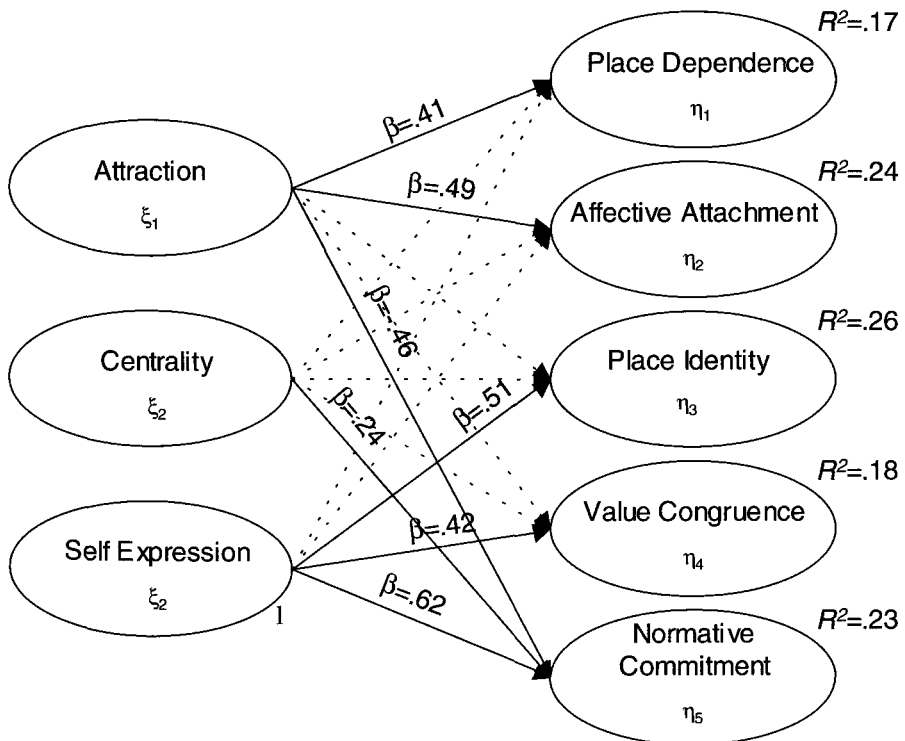 R²=.17
Place Dependence
η₁
β=.41
Attraction
ξ₁
β=.49
R²=.24
Affective Attachment
η₂
β=-.46
R²=.26
Centrality
ξ₂
Place Identity
η₃
β=.24
β=.51
R²=.18
Self Expression
ξ₂
1
β=.42
Value Congruence
η₄
β=.62
R²=.23
Normative
Commitment
η₅